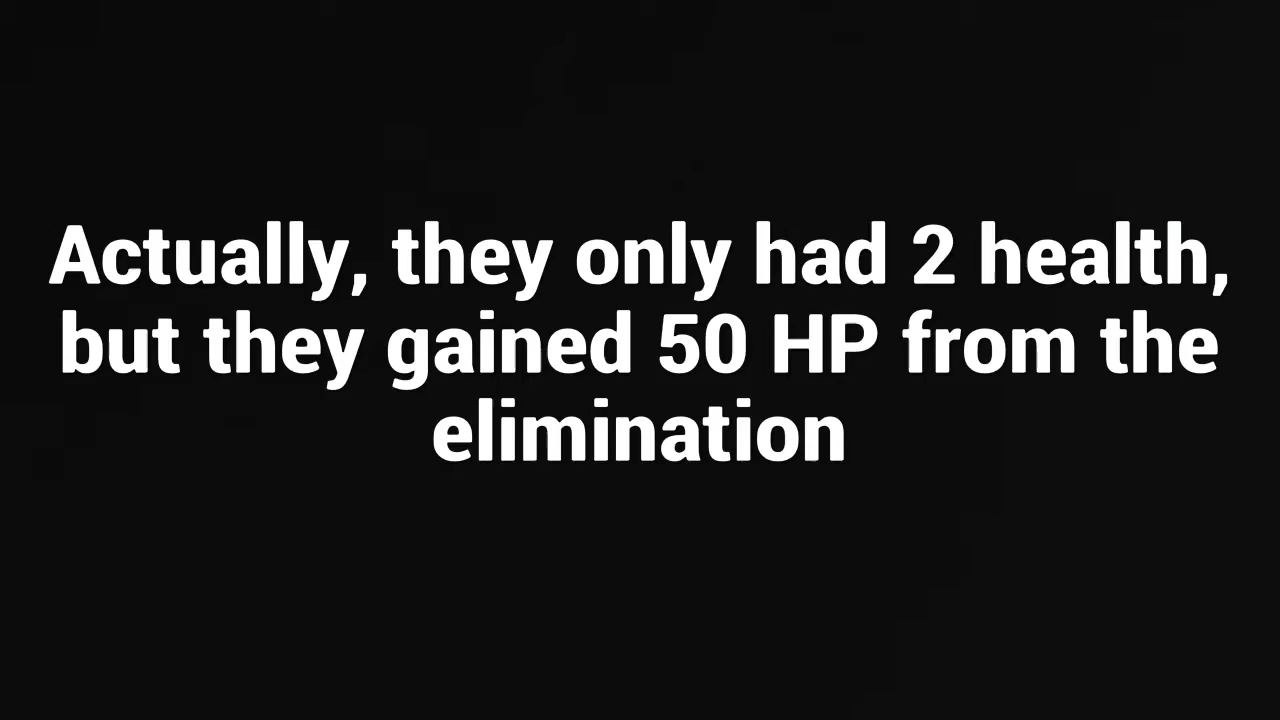 Actually, they only had 2 health,
but they gained 50 HP from the
elimination